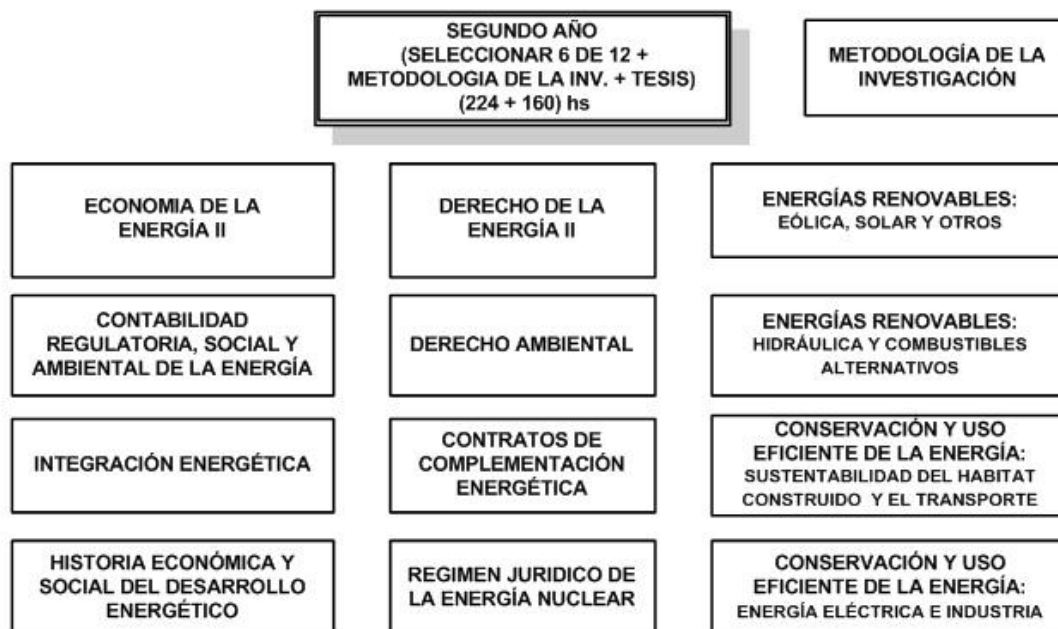 SEGUNDO AÑO
(SELECCIONAR 6 DE 12 +
METODOLOGIA DE LA INV. + TESIS)
(224 + 160) hs
METODOLOGÍA DE LA
INVESTIGACIÓN
ECONOMIA DE LA
ENERGÍA II
DERECHO DE LA
ENERGÍA II
ENERGÍAS RENOVABLES:
EÓLICA, SOLAR Y OTROS
CONTABILIDAD
REGULATORIA, SOCIAL Y
AMBIENTAL DE LA ENERGÍA
DERECHO AMBIENTAL
ENERGÍAS RENOVABLES:
HIDRÁULICA Y COMBUSTIBLES
ALTERNATIVOS
INTEGRACIÓN ENERGÉTICA
CONTRATOS DE
COMPLEMENTACIÓN
ENERGÉTICA
CONSERVACIÓN Y USO
EFICIENTE DE LA ENERGÍA:
SUSTENTABILIDAD DEL HABITAT
CONSTRUIDO Y EL TRANSPORTE
HISTORIA ECONÓMICA Y
SOCIAL DEL DESARROLLO
ENERGÉTICO
REGIMEN JURIDICO DE
LA ENERGÍA NUCLEAR
CONSERVACIÓN Y USO
EFICIENTE DE LA ENERGÍA:
ENERGÍA ELÉCTRICA E INDUSTRIA